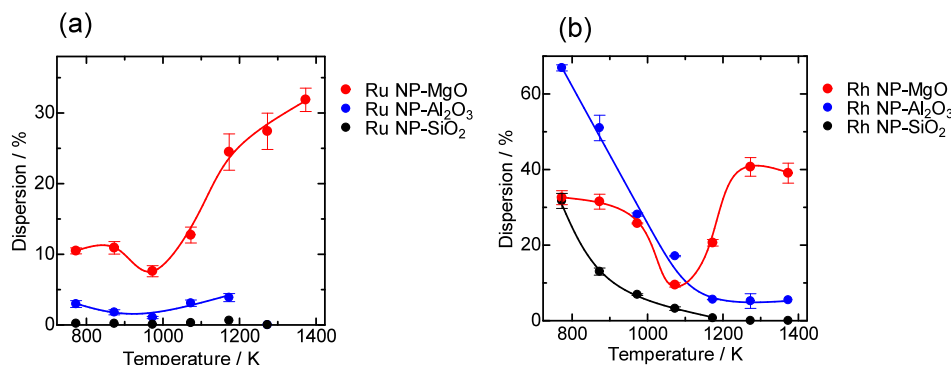 (a)
Dispersion / %
30
20
10
0
800 1000 1200 1400
Temperature / K
Ru NP-MgO
Ru NP-Al₂O₃
Ru NP-SiO₂
(b)
Dispersion / %
60
40
20
0
800 1000 1200 1400
Temperature / K
Rh NP-MgO
Rh NP-Al₂O₃
Rh NP-SiO₂